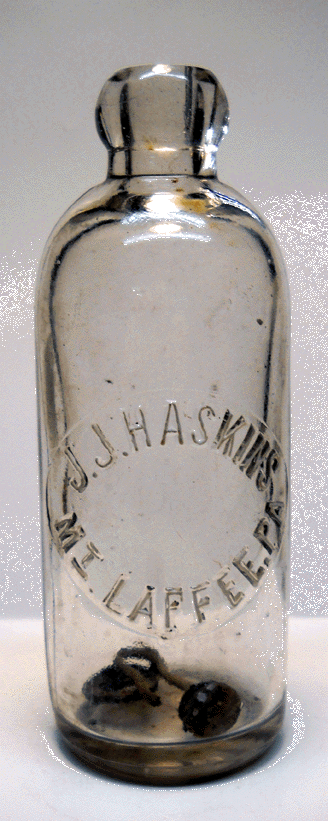 J.J. HASKINS
MT. LAFFEE, PA